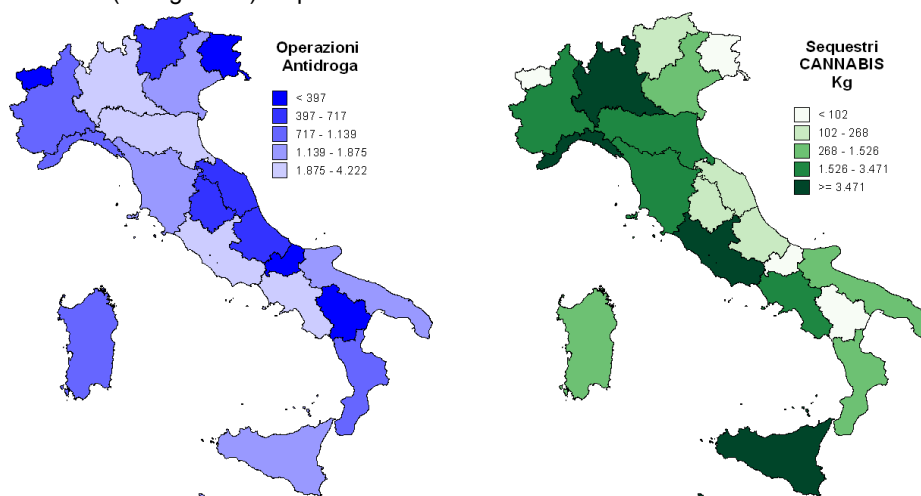 Operazioni
Antidroga
< 397
397 - 717
717 - 1.139
1.139 - 1.875
1.875 - 4.222
Sequestri
CANNABIS
Kg
< 102
102 - 268
268 - 1.526
1.526 - 3.471
>= 3.471